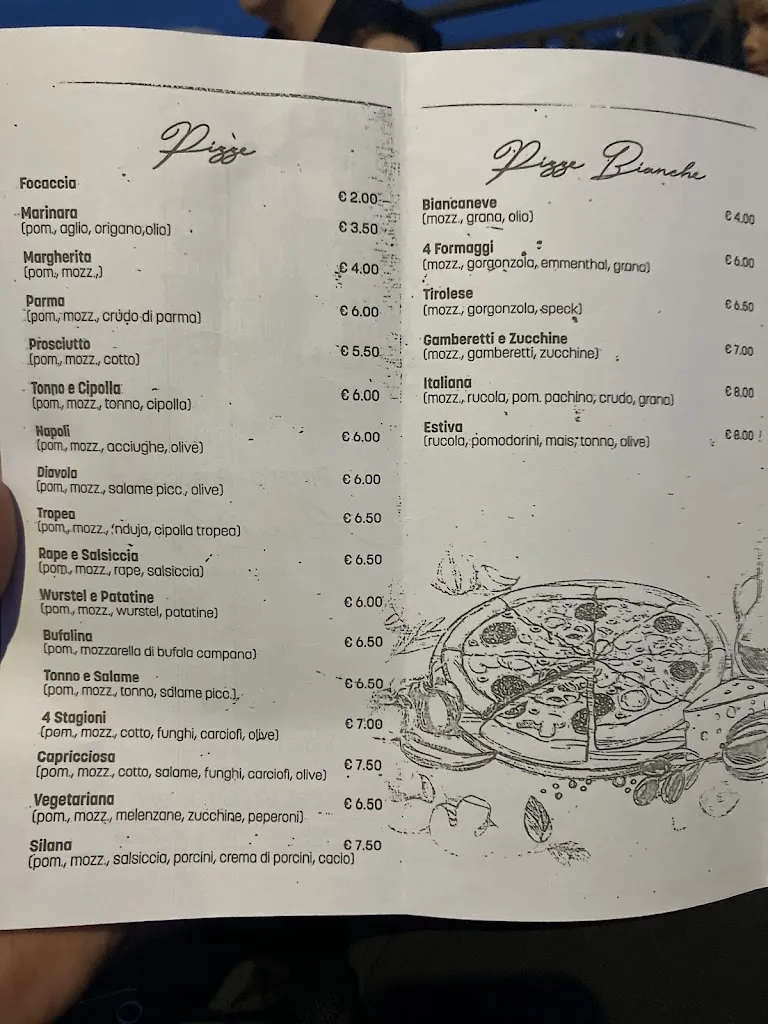 Pizze
Focaccia € 2.00
Marinara
(pom., aglio, origano,olio) € 3.50
Margherita
(pom., mozz.,) € 4.00
Parma
(pom., mozz., crudo di parma) € 6.00
Prosciutto
(pom., mozz., cotto) € 5.50
Tonno e Cipolla
(pom., mozz., tonno, cipolla) € 6.00
Napoli
(pom., mozz., acciughe, olive) € 6.00
Diavola
(pom., mozz., salame picc., olive) € 6.00
Tropea
(pom., mozz., 'nduja, cipolla tropea) € 6.50
Rape e Salsiccia
(pom., mozz., rape, salsiccia) € 6.50
Wurstel e Patatine
(pom., mozz., wurstel, patatine) € 6.00
Bufalina
(pom., mozzarella di bufala campana) € 6.50
Tonno e Salame
(pom., mozz., tonno, salame picc.) € 6.50
4 Stagioni
(pom., mozz., cotto, funghi, carciofi, olive) € 7.00
Capricciosa
(pom., mozz., cotto, salame, funghi, carciofi, olive) € 7.50
Vegetariana
(pom., mozz., melenzane, zucchine, peperoni) € 6.50
Silana € 7.50
(pom., mozz., salsiccia, porcini, crema di porcini, cacio)
Pizze Bianche
Biancaneve
(mozz., grana, olio) € 4.00
4 Formaggi
(mozz., gorgonzola, emmenthal, grana) € 6.00
Tirolese
(mozz., gorgonzola, speck) € 6.50
Gamberetti e Zucchine
(mozz., gamberetti, zucchine) € 7.00
Italiana
(mozz., rucola, pom. pachino, crudo, grana) € 8.00
Estiva
(rucola, pomodorini, mais, tonno, olive) € 8.00